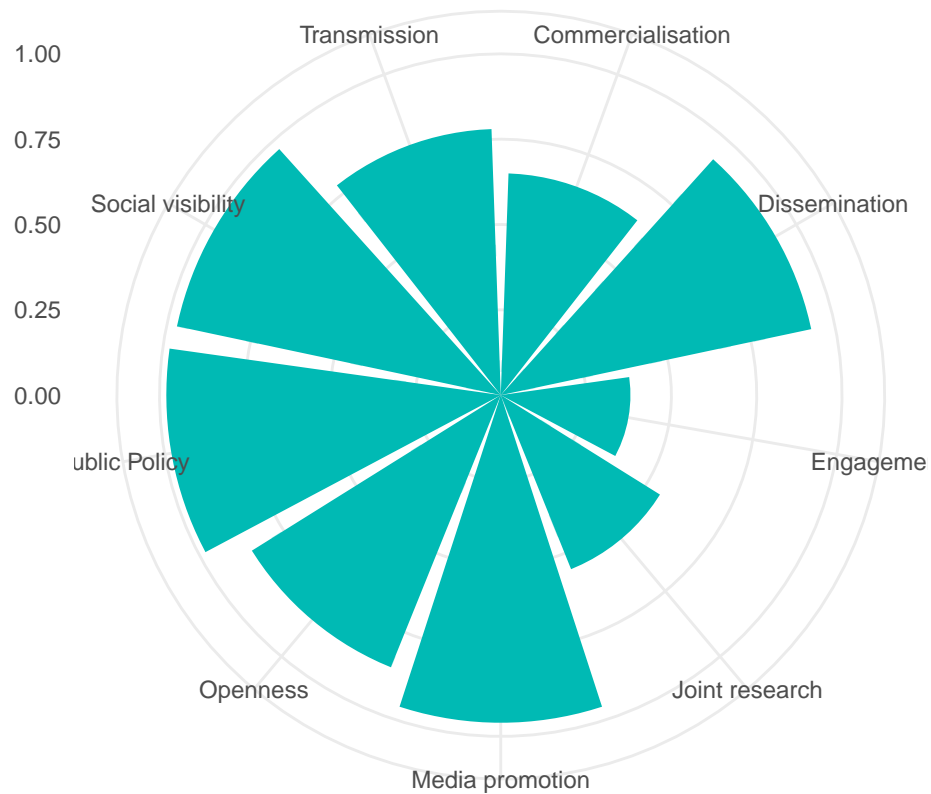 Transmission
Commercialisation
1.00
0.75
Social visibility
0.50
Dissemination
0.25
0.00
ublic Policy
Engageme
Openness
Joint research
Media promotion